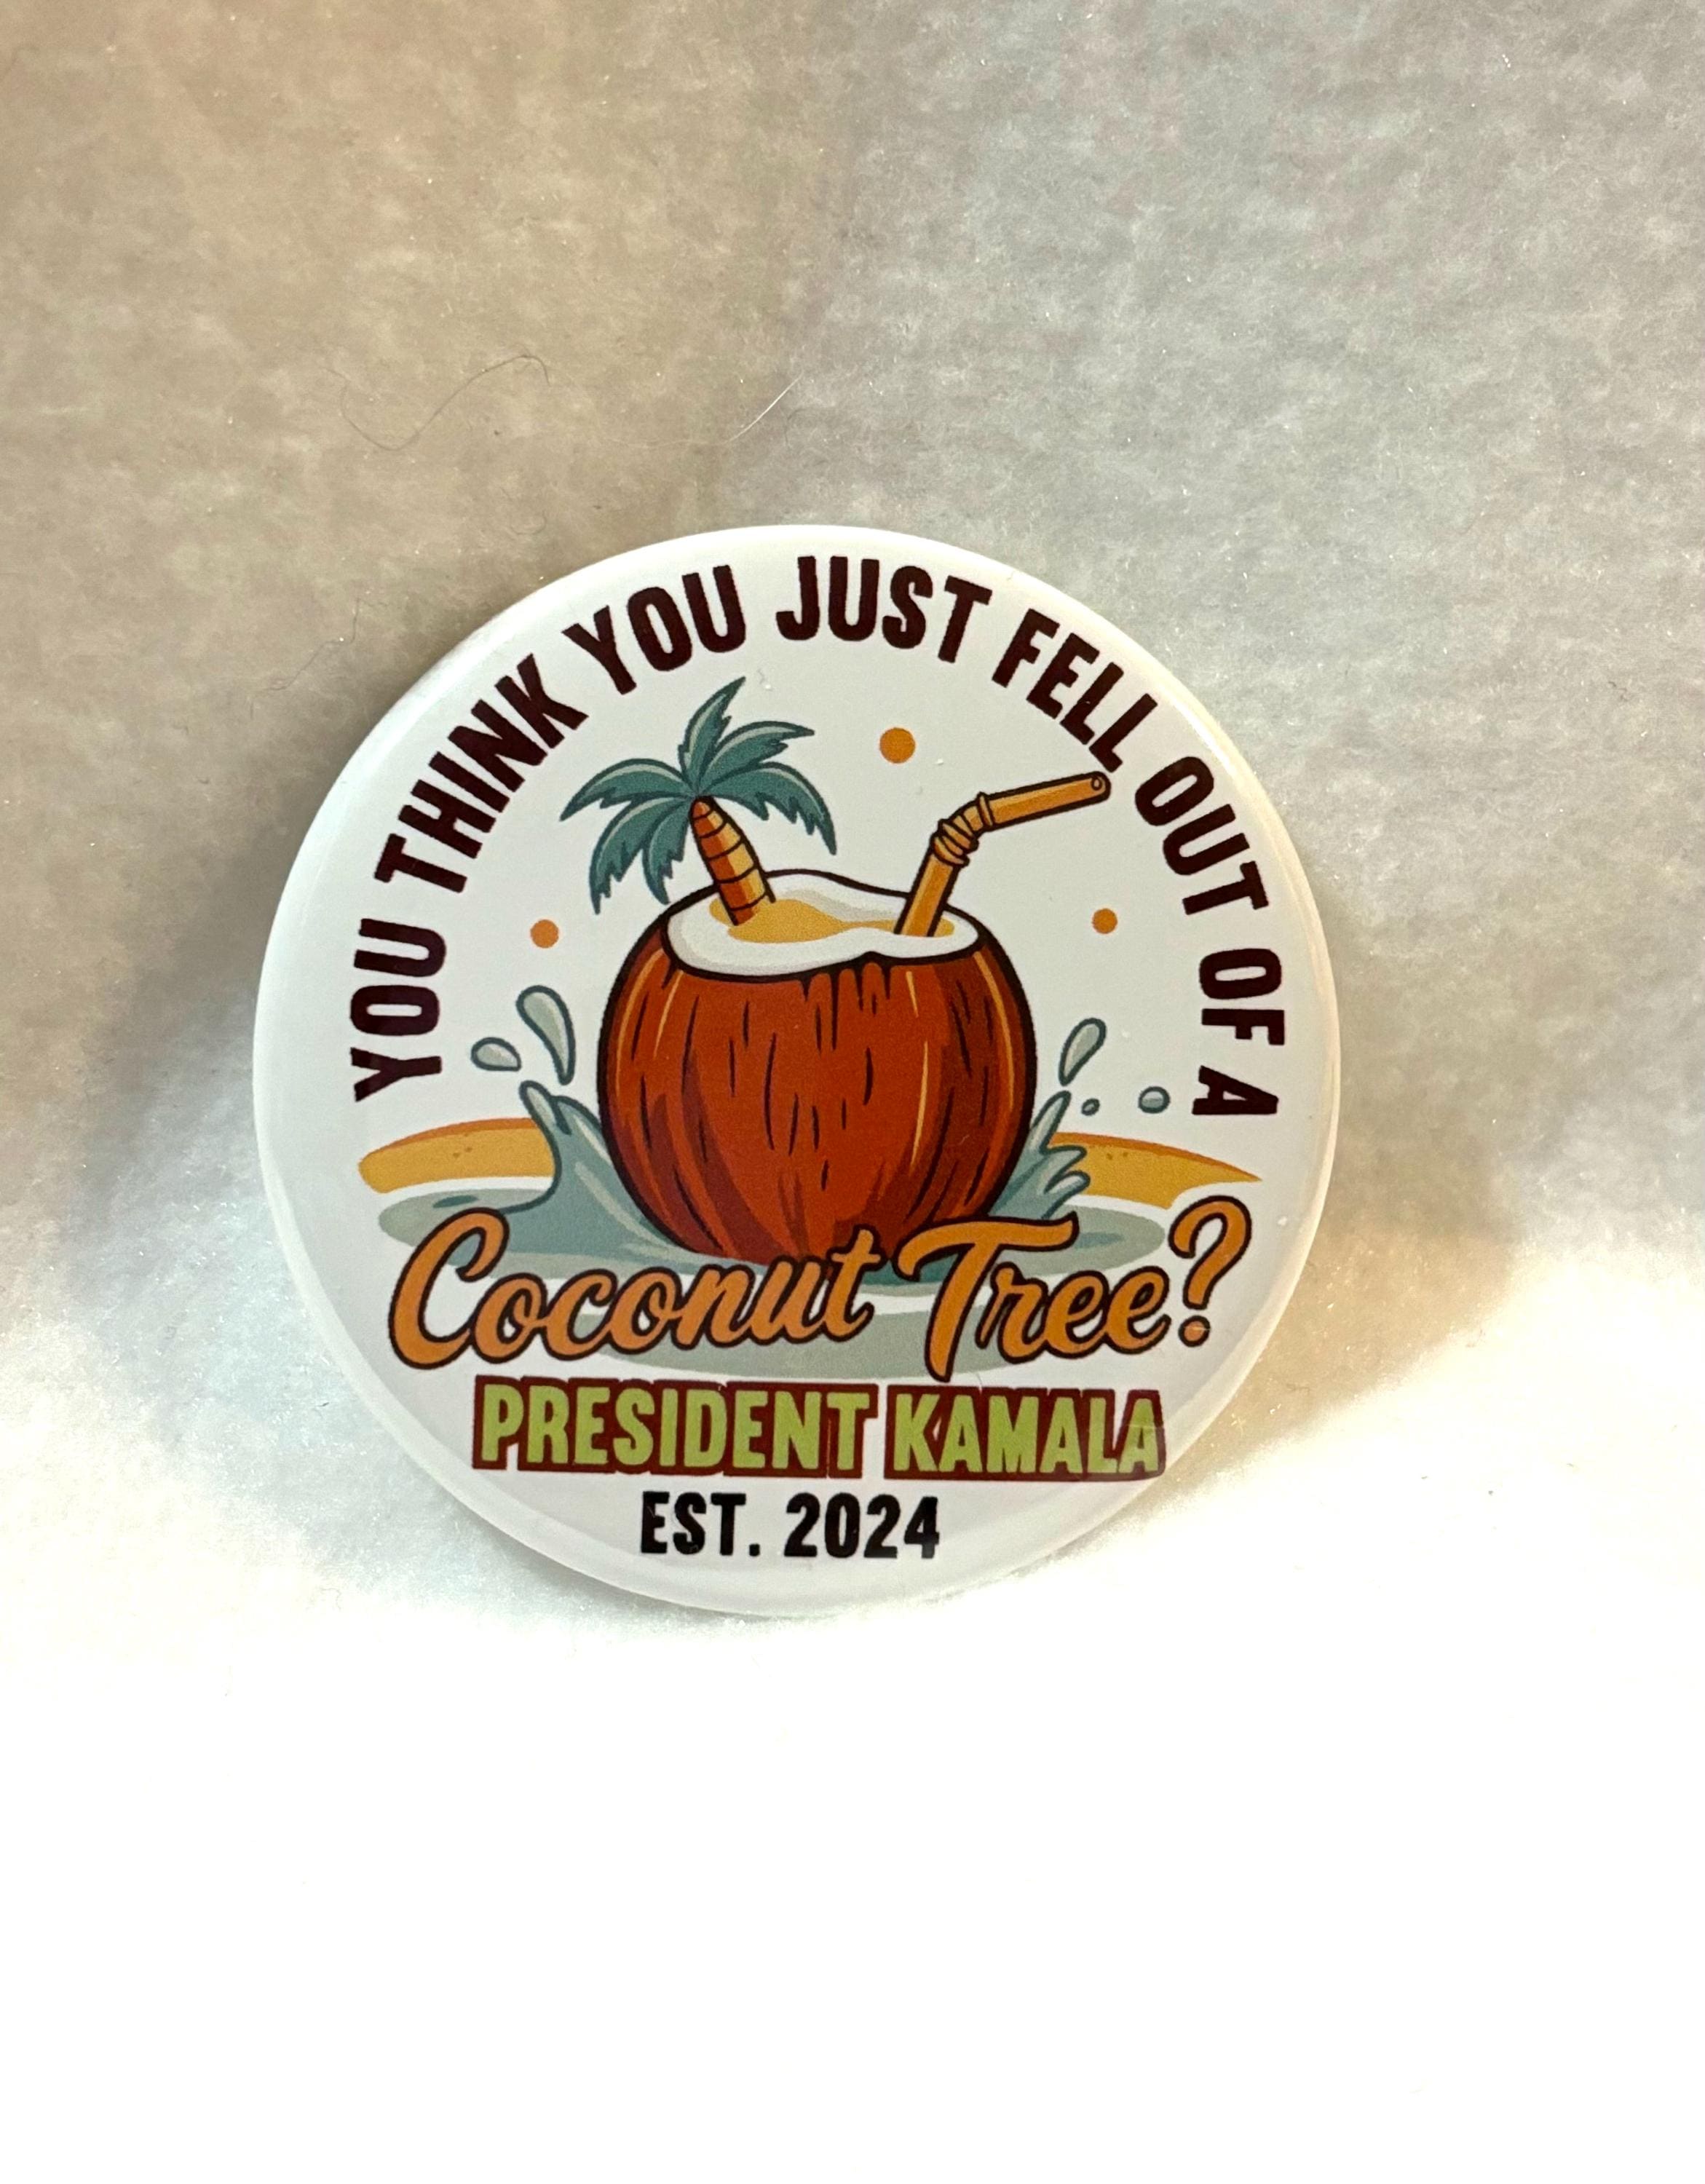 YOU THINK YOU JUST FELL OUT OF A
Coconut Tree?
PRESIDENT KAMALA
EST. 2024